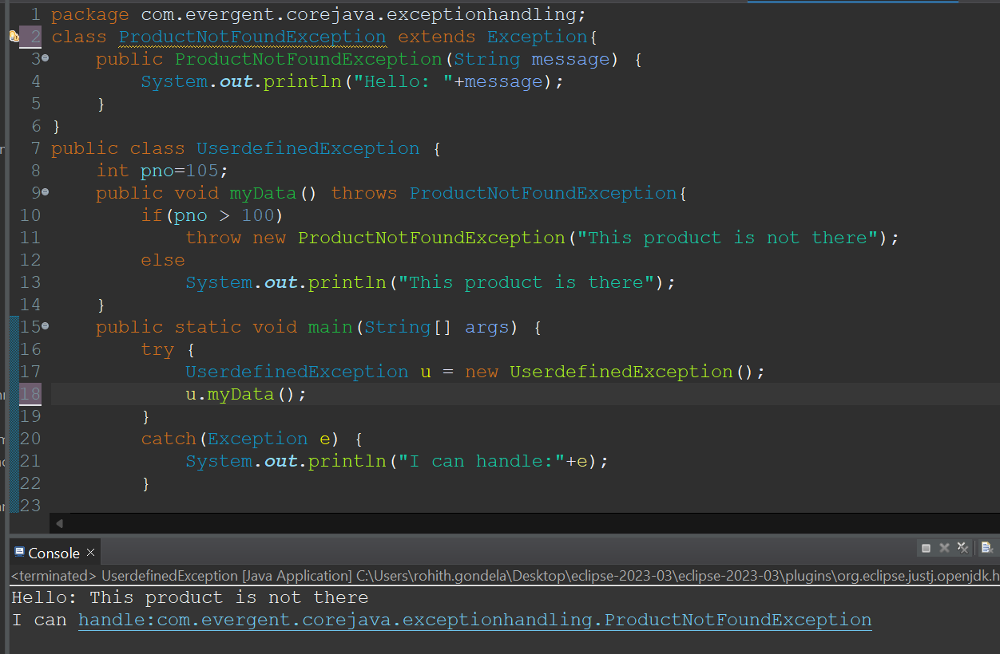 1 package com.evergent.corejava.exceptionhandling;
2 class ProductNotFoundException extends Exception{
3 public ProductNotFoundException(String message) {
4 System.out.println("Hello: "+message);
5 }
6 }
7 public class UserdefinedException {
8 int pno=105;
9 public void myData() throws ProductNotFoundException{
10 if(pno > 100)
11 throw new ProductNotFoundException("This product is not there");
12 else
13 System.out.println("This product is there");
14 }
15 public static void main(String[] args) {
16 try {
17 UserdefinedException u = new UserdefinedException();
18 u.myData();
19 }
20 catch(Exception e) {
21 System.out.println("I can handle:"+e);
22 }
23
Console
<terminated> UserdefinedException [Java Application] C:\Users\rohith.gondela\Desktop\eclipse-2023-03\eclipse-2023-03\plugins\org.eclipse.justj.openjdk.h
Hello: This product is not there
I can handle:com.evergent.corejava.exceptionhandling.ProductNotFoundException